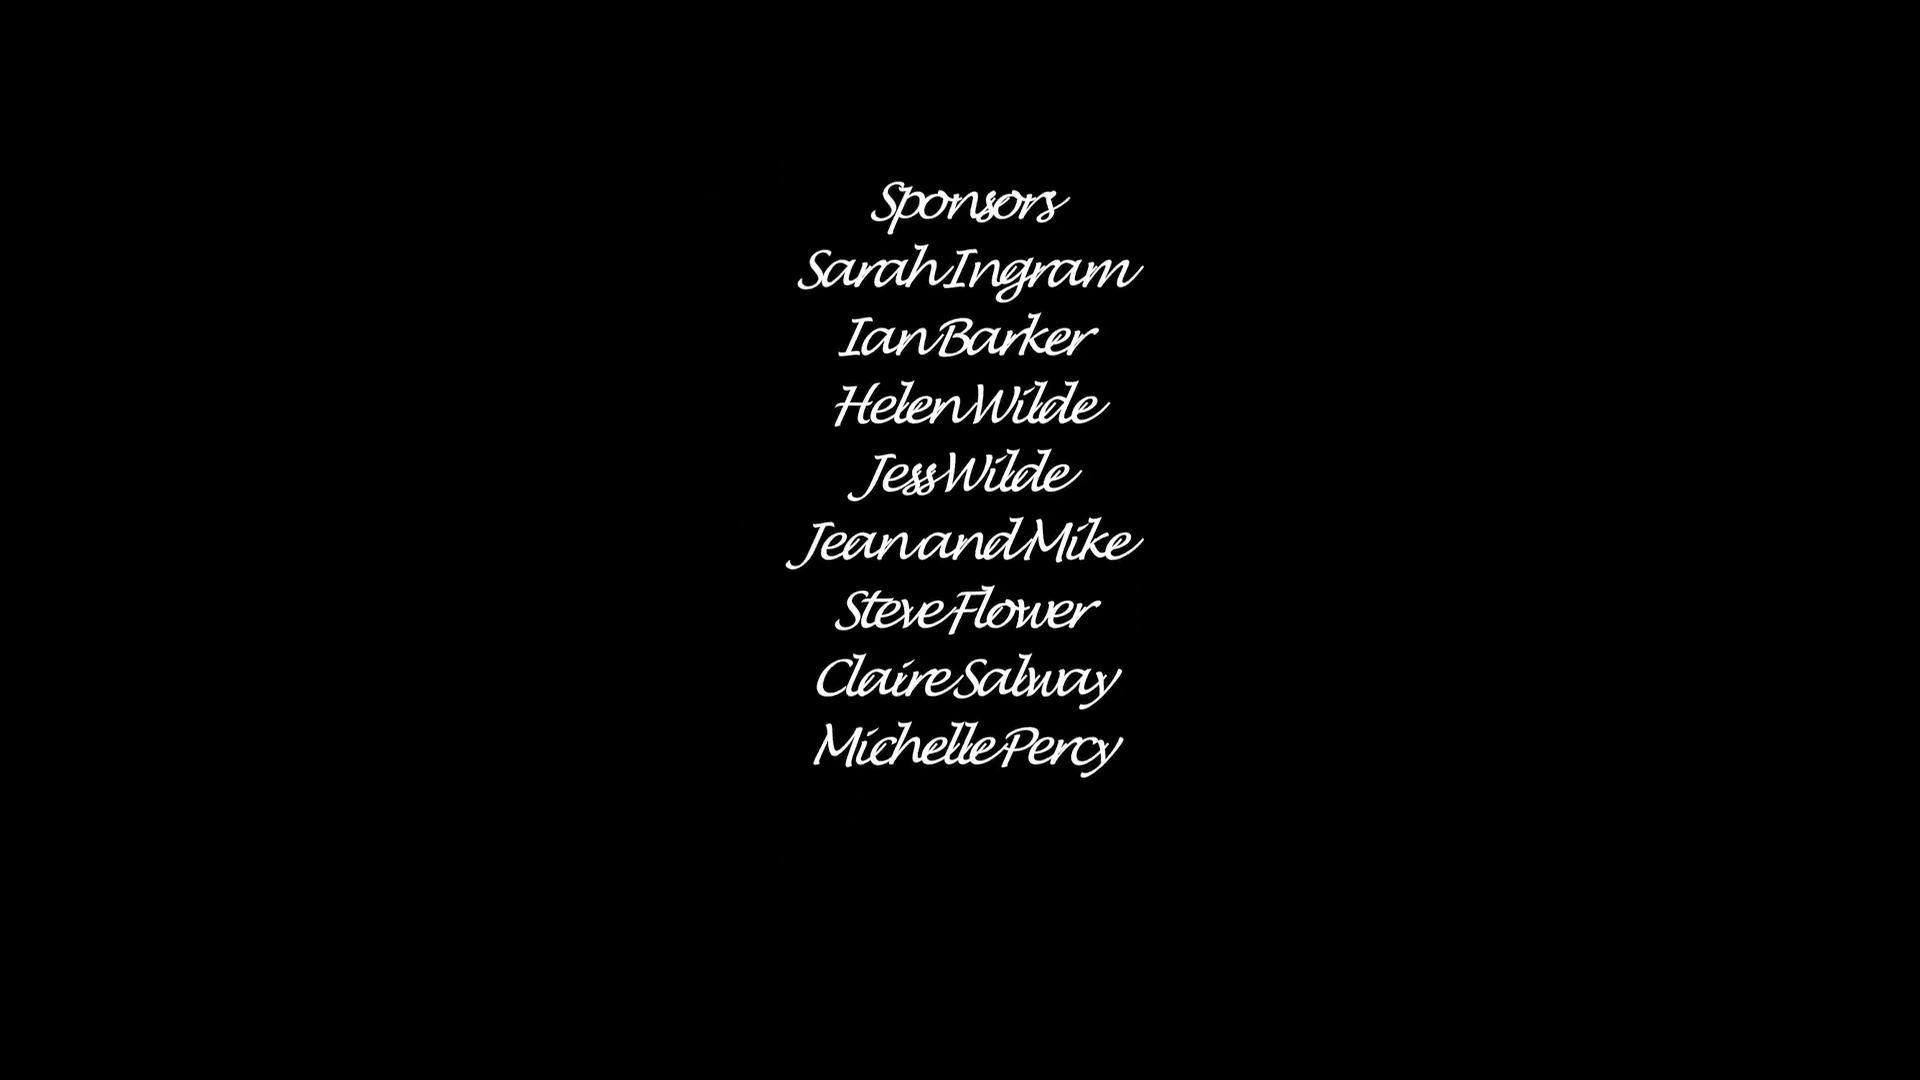 Sponsors
Sarah Ingram
Ian Barker
Helen Wilde
Jess Wilde
Jean and Mike
Steve Flower
Claire Salway
Michelle Percy